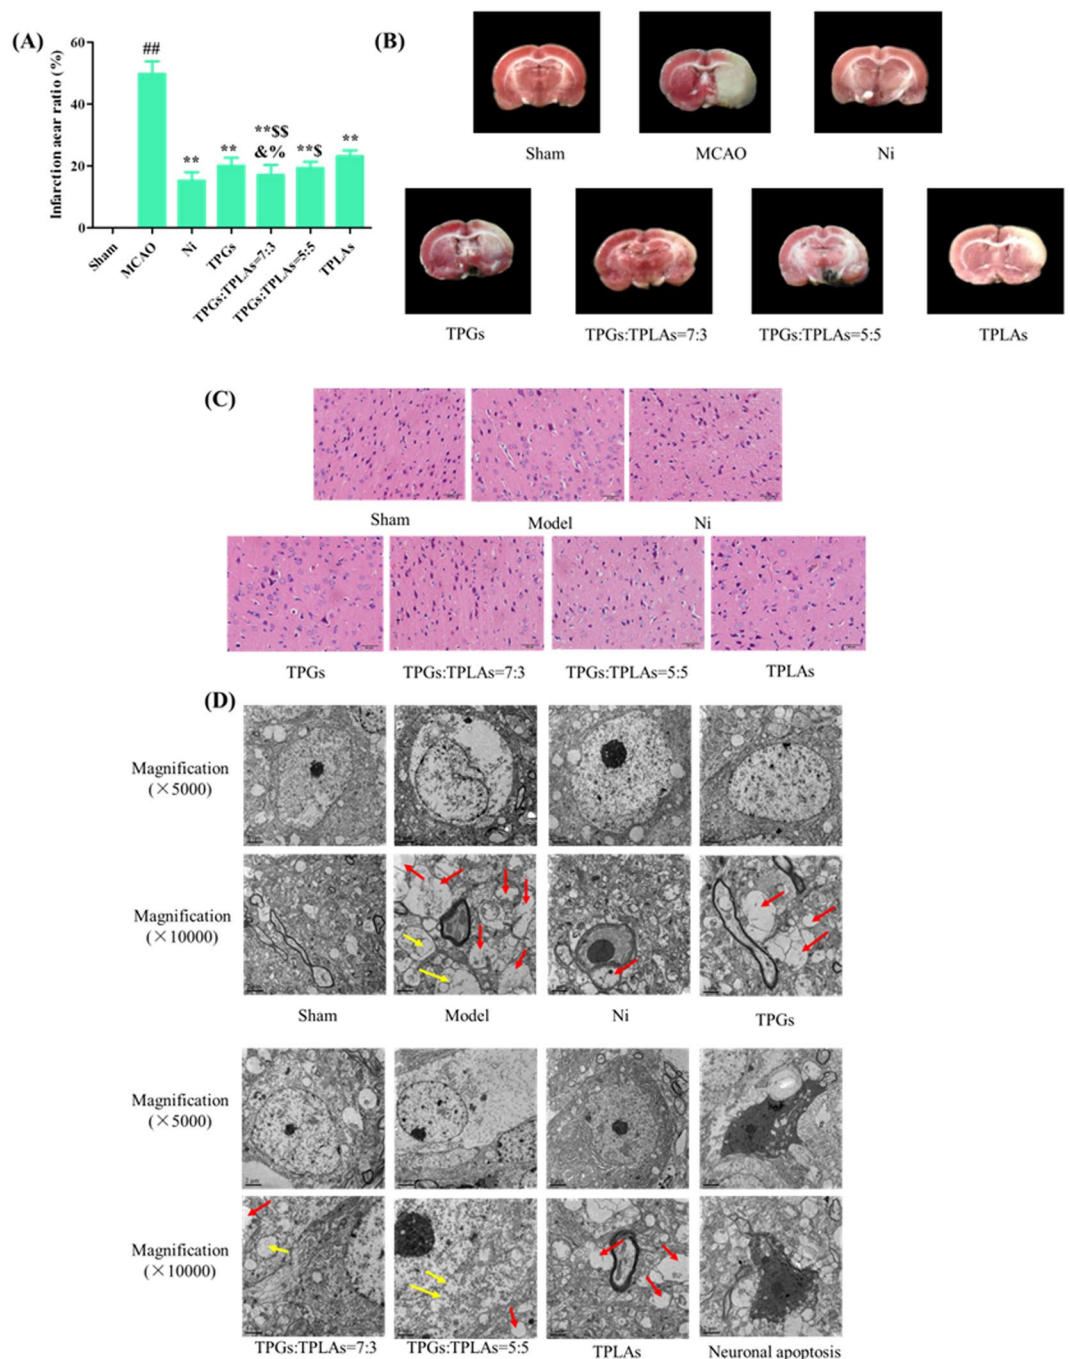 (A)
Infarction acar ratio (%)
60
40
20
0
##
**
**
**$$
&%
**$
**
Sham
MCAO
Ni
TPGs
TPGs:TPLAs=7:3
TPGs:TPLAs=5:5
TPLAs
(B)
Sham
MCAO
Ni
TPGs
TPGs:TPLAs=7:3
TPGs:TPLAs=5:5
TPLAs
(C)
Sham
Model
Ni
TPGs
TPGs:TPLAs=7:3
TPGs:TPLAs=5:5
TPLAs
(D)
Magnification
(×5000)
Magnification
(×10000)
Sham
Model
Ni
TPGs
Magnification
(×5000)
Magnification
(×10000)
TPGs:TPLAs=7:3
TPGs:TPLAs=5:5
TPLAs
Neuronal apoptosis